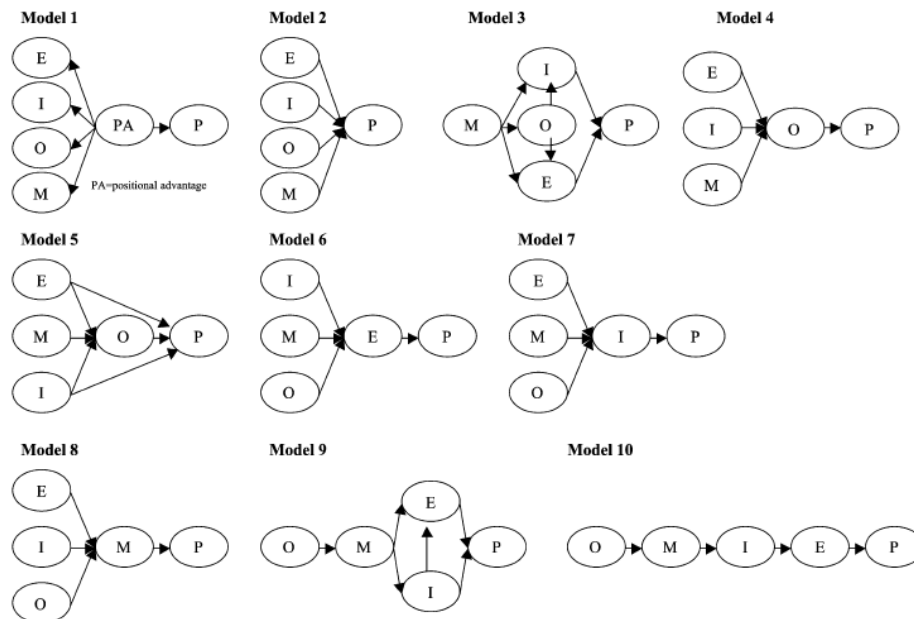 Model 1
Model 2
Model 3
Model 4
E
I
O
M
PA
P
PA=positional advantage
E
I
O
M
P
M
I
O
E
P
E
I
M
O
P
Model 5
Model 6
Model 7
E
M
I
O
P
I
M
O
E
P
E
M
O
I
P
Model 8
Model 9
Model 10
E
I
O
M
P
O
M
E
I
P
O
M
I
E
P